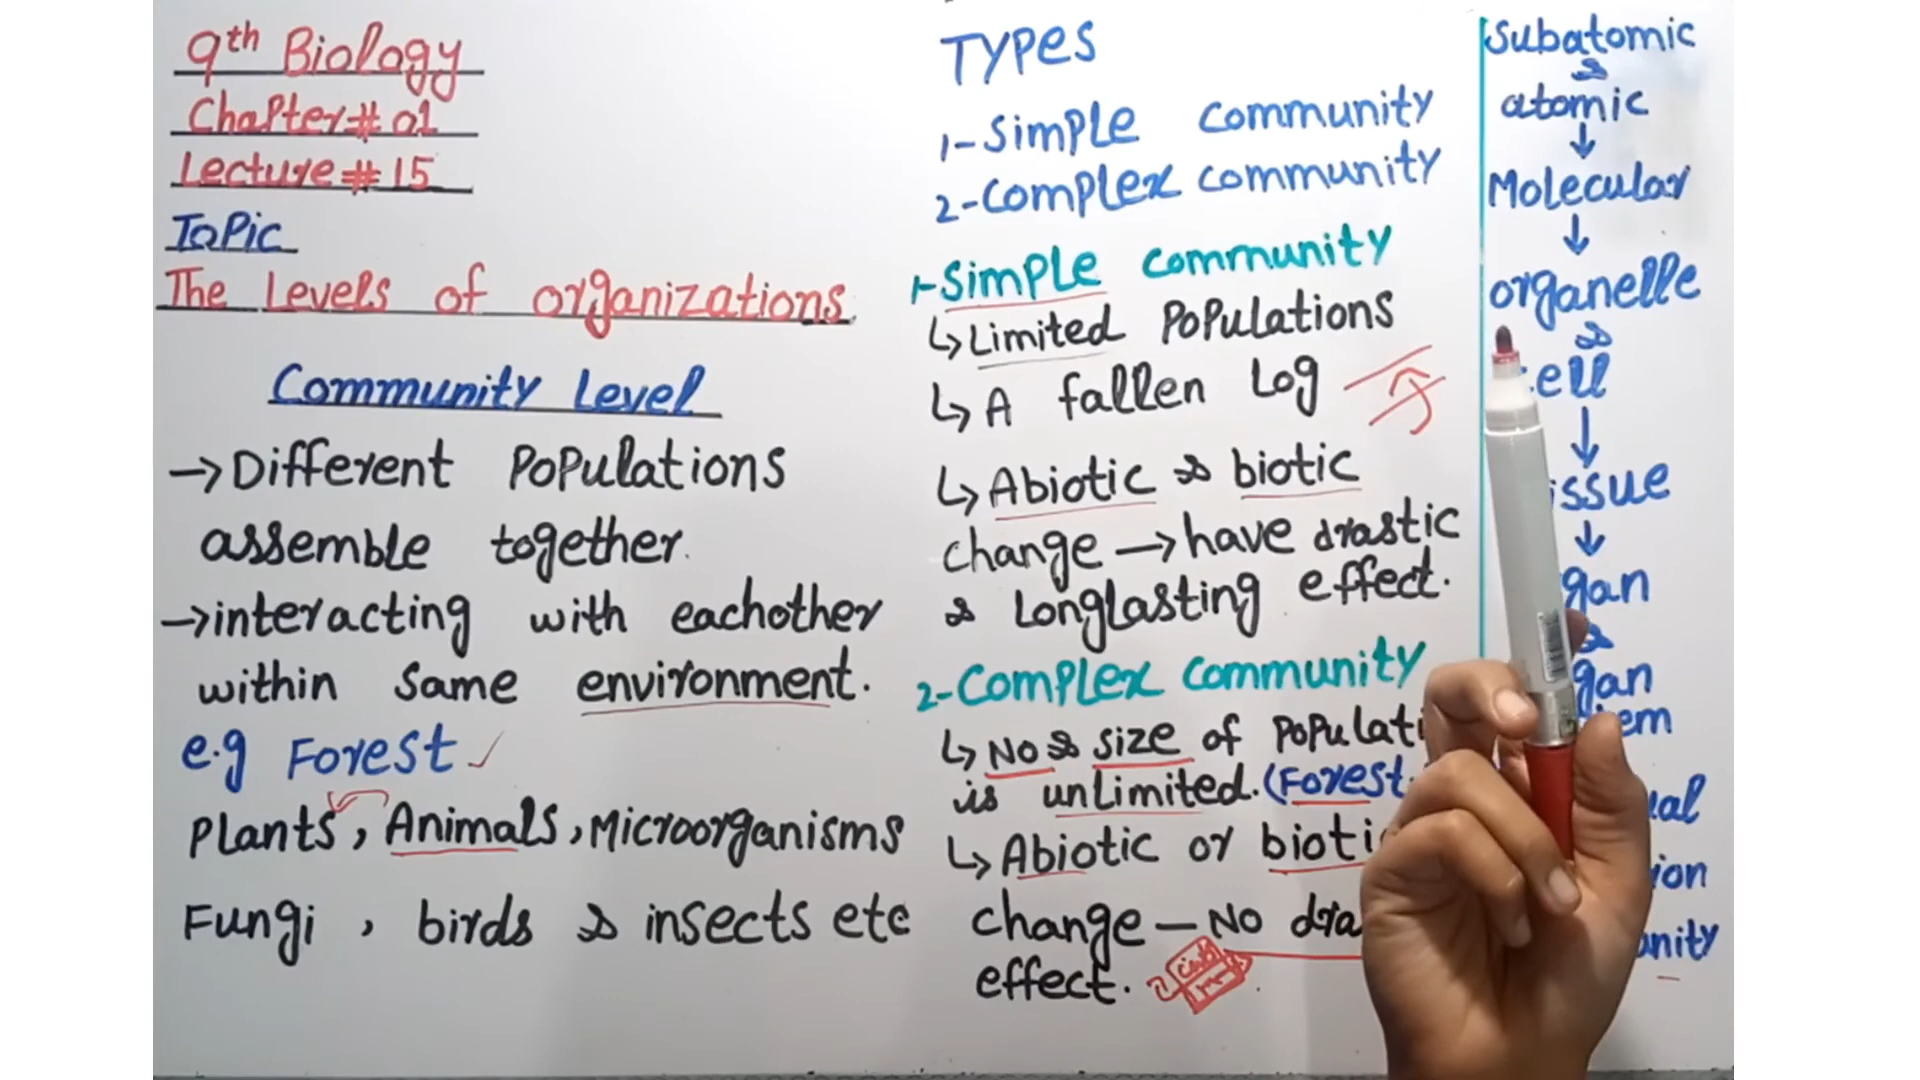 9th Biology
Chapter# 01
Lecture# 15
Topic
The Levels of organizations
Community Level
→Different Populations
assemble together.
→interacting with eachother
within same environment.
e.g Forest
Plants, Animals, Microorganisms
Fungi, birds & insects etc
TYPES
1-Simple community
2-Complex community
1-Simple community
↳Limited Populations
↳A fallen Log
↳Abiotic & biotic
change → have drastic
& Longlasting effect.
2-Complex community
↳No & size of Populati
is unlimited. (Forest
↳Abiotic or bioti
change — No dra
effect.
Subatomic
&
atomic
↓
Molecular
↓
organelle
&
cell
↓
issue
↓
gan
&
gan
em
ual
ion
unity